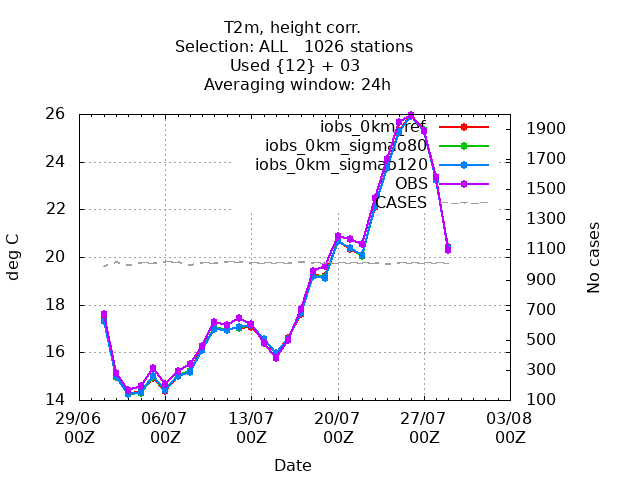 T2m, height corr.
Selection: ALL   1026 stations
Used {12} + 03
Averaging window: 24h
iobs_0km_ref
iobs_0km_sigmao80
iobs_0km_sigmao120
OBS
CASES
26
24
22
20
18
16
14
deg C
1900
1700
1500
1300
1100
900
700
500
300
100
No cases
29/06 06/07 13/07 20/07 27/07 03/08
00Z 00Z 00Z 00Z 00Z 00Z
Date